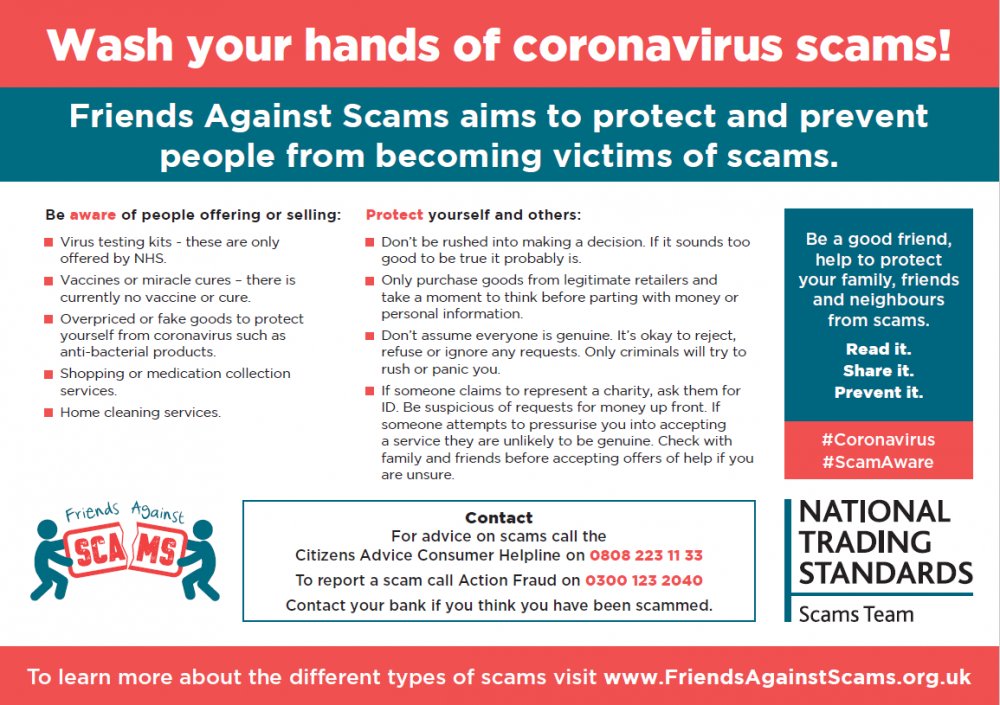 Wash your hands of coronavirus scams!
Friends Against Scams aims to protect and prevent
people from becoming victims of scams.
Be aware of people offering or selling:
Virus testing kits - these are only
offered by NHS.
Vaccines or miracle cures – there is
currently no vaccine or cure.
Overpriced or fake goods to protect
yourself from coronavirus such as
anti-bacterial products.
Shopping or medication collection
services.
Home cleaning services.
Protect yourself and others:
Don’t be rushed into making a decision. If it sounds too
good to be true it probably is.
Only purchase goods from legitimate retailers and
take a moment to think before parting with money or
personal information.
Don’t assume everyone is genuine. It’s okay to reject,
refuse or ignore any requests. Only criminals will try to
rush or panic you.
If someone claims to represent a charity, ask them for
ID. Be suspicious of requests for money up front. If
someone attempts to pressurise you into accepting
a service they are unlikely to be genuine. Check with
family and friends before accepting offers of help if you
are unsure.
Be a good friend,
help to protect
your family, friends
and neighbours
from scams.
Read it.
Share it.
Prevent it.
#Coronavirus
#ScamAware
Friends Against
SCAMS
Contact
For advice on scams call the
Citizens Advice Consumer Helpline on 0808 223 11 33
To report a scam call Action Fraud on 0300 123 2040
Contact your bank if you think you have been scammed.
NATIONAL
TRADING
STANDARDS
Scams Team
To learn more about the different types of scams visit www.FriendsAgainstScams.org.uk